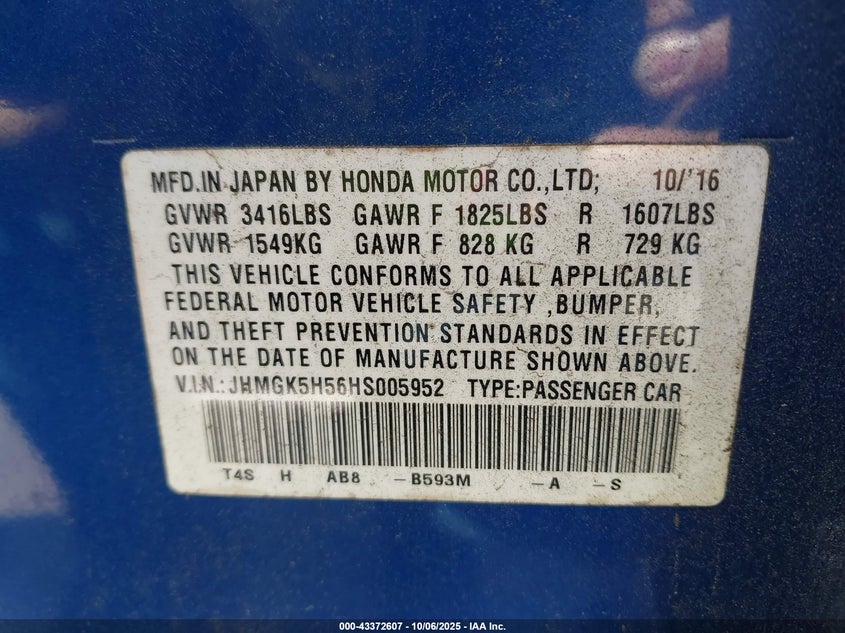 MFD.IN JAPAN BY HONDA MOTOR CO.,LTD; 10/'16
GVWR 3416LBS GAWR F 1825LBS R 1607LBS
GVWR 1549KG GAWR F 828 KG R 729 KG
THIS VEHICLE CONFORMS TO ALL APPLICABLE
FEDERAL MOTOR VEHICLE SAFETY ,BUMPER,
AND THEFT PREVENTION STANDARDS IN EFFECT
ON THE DATE OF MANUFACTURE SHOWN ABOVE.
V.I.N.: JHMGK5H56HS005952 TYPE:PASSENGER CAR
T4S H AB8 -B593M -A -S
000-43372607 - 10/06/2025 - IAA Inc.